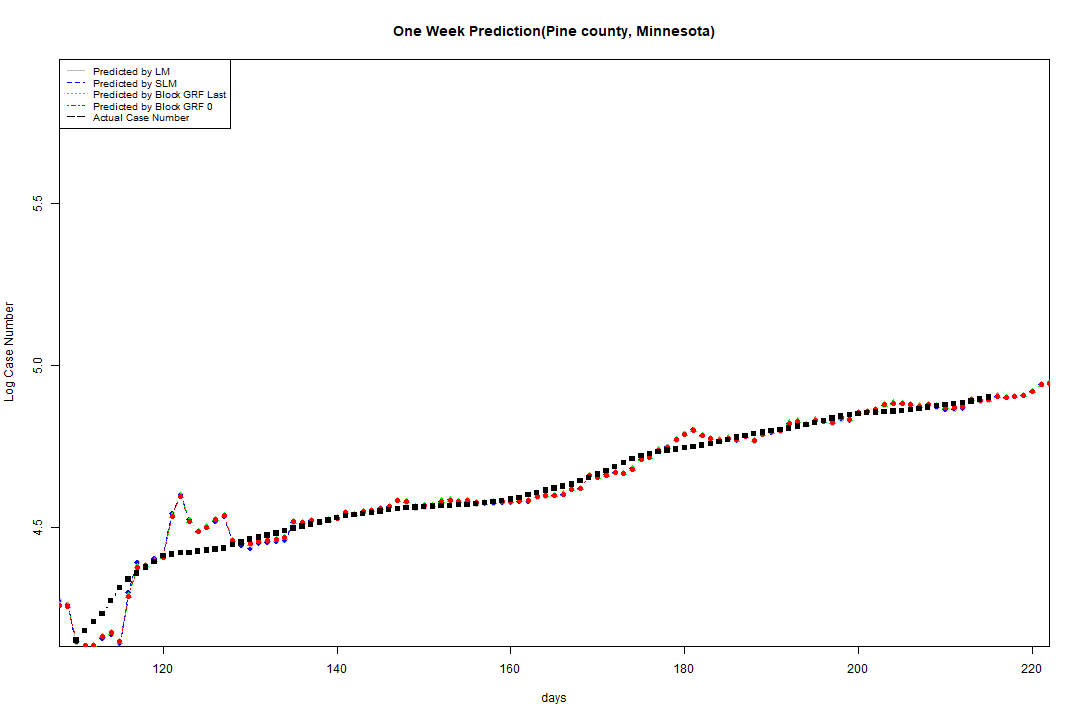 One Week Prediction(Pine county, Minnesota)
Predicted by LM
Predicted by SLM
Predicted by Block GRF Last
Predicted by Block GRF 0
Actual Case Number
Log Case Number
5.5
5.0
4.5
120 140 160 180 200 220
days